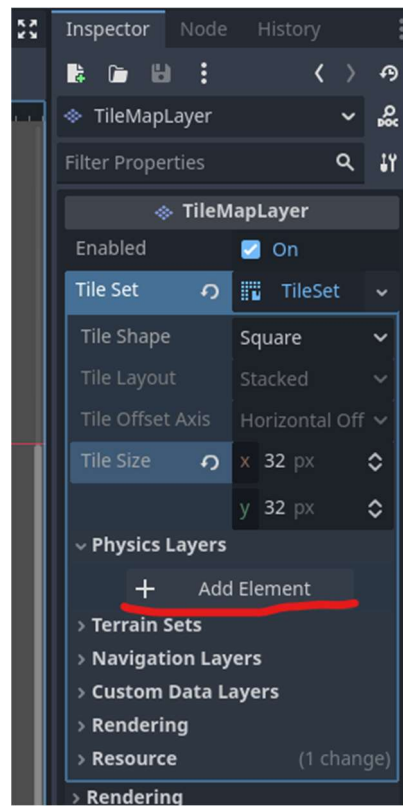 Inspector Node History
TileMapLayer DOC
Filter Properties
TileMapLayer
Enabled On
Tile Set TileSet
Tile Shape Square
Tile Layout Stacked
Tile Offset Axis Horizontal Off
Tile Size x 32 px
y 32 px
Physics Layers
+ Add Element
Terrain Sets
Navigation Layers
Custom Data Layers
Rendering
Resource (1 change)
Rendering